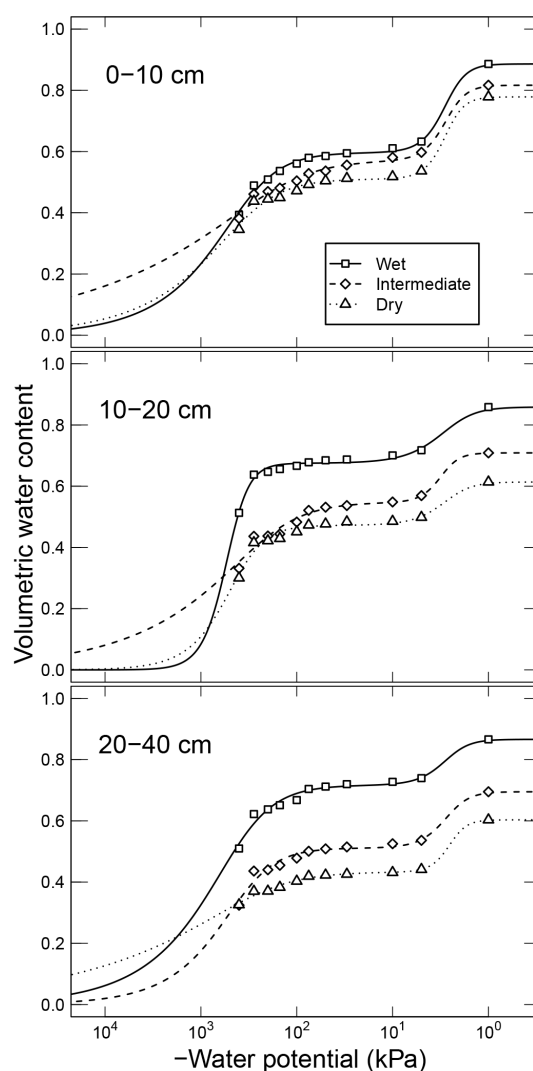 1.0
0−10 cm
0.8
0.6
0.4
0.2
0.0
Wet
Intermediate
Dry
1.0
10−20 cm
0.8
0.6
0.4
0.2
0.0
1.0
20−40 cm
0.8
0.6
0.4
0.2
0.0
Volumetric water content
10⁴ 10³ 10² 10¹ 10⁰
−Water potential (kPa)